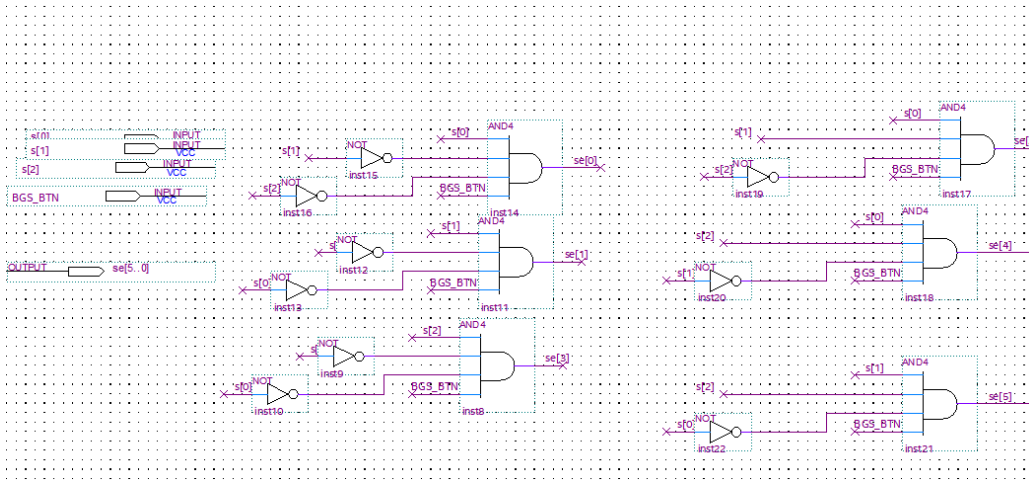 INPUT
s[1]
INPUT
VCC
s[2]
INPUT
VCC
BGS_BTN
INPUT
VCC
OUTPUT
se[5..0]
AND4
s[0]
s[1]
NOT
inst15
s[2]
NOT
inst16
BGS_BTN
inst14
se[0]
AND4
s[1]
NOT
inst12
s[0
NOT
inst13
BGS_BTN
inst11
se[1]
AND4
s[2]
NOT
inst9
s[0]
NOT
inst10
BGS_BTN
inst8
se[3]
AND4
s[0]
s[1]
s[2]
NOT
inst19
BGS_BTN
inst17
AND4
s[0]
s[2]
s[1
NOT
inst20
BGS_BTN
inst18
se[4]
AND4
s[1]
s[2]
s[0
NOT
inst22
BGS_BTN
inst21
se[5]